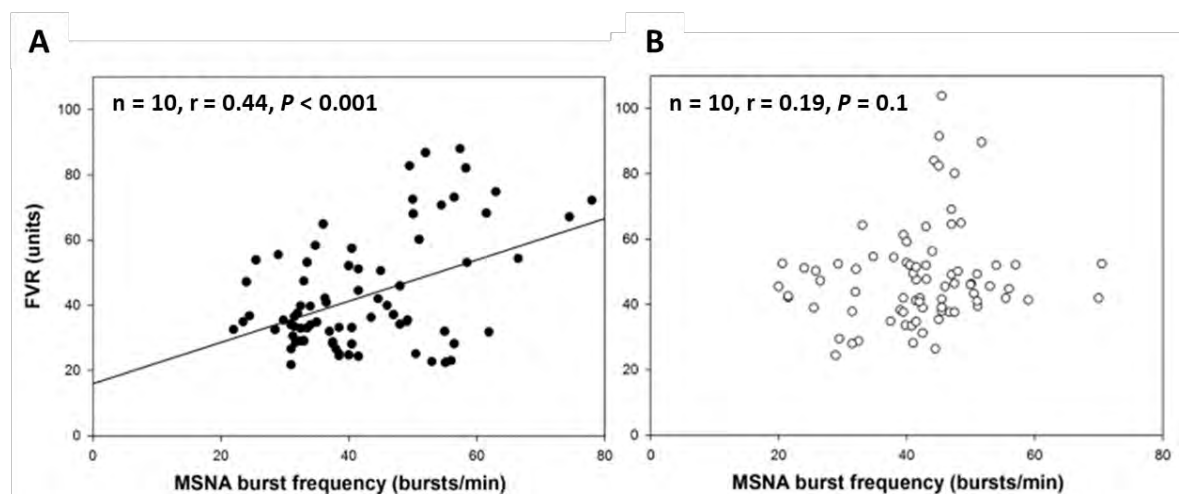 A
n = 10, r = 0.44, P < 0.001
100
80
60
40
20
0
FVR (units)
0 20 40 60 80
MSNA burst frequency (bursts/min)
B
n = 10, r = 0.19, P = 0.1
100
80
60
40
20
0
0 20 40 60 80
MSNA burst frequency (bursts/min)